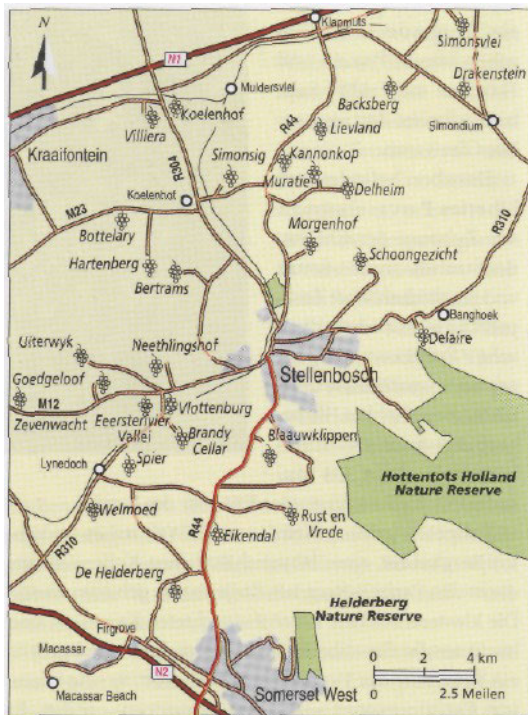 N
Klapmuts
Simonsvlei
N1
Muldersvlei
Drakenstein
Backsberg
Koelenhof
Villiera
R44
Lievland
Simondium
Kraaifontein
R304
Simonsig
Kannonkop
Muratie
Koelenhof
Delheim
M23
R310
Bottelary
Morgenhof
Schoongezicht
Hartenberg
Bertrams
Banghoek
Uiterwyk
Neethlingshof
Delaire
Goedgeloof
Stellenbosch
M12
Zevenwacht
Eeersterivier
Vallei
Vlottenburg
Brandy
Cellar
Blaauwklippen
Lynedoch
Spier
Hottentots Holland
Nature Reserve
Welmoed
Rust en
Vrede
R310
R44
Eikendal
De Helderberg
Helderberg
Nature Reserve
Firgrove
Macassar
N2
0 2 4 km
Macassar Beach
Somerset West
0 2.5 Meilen